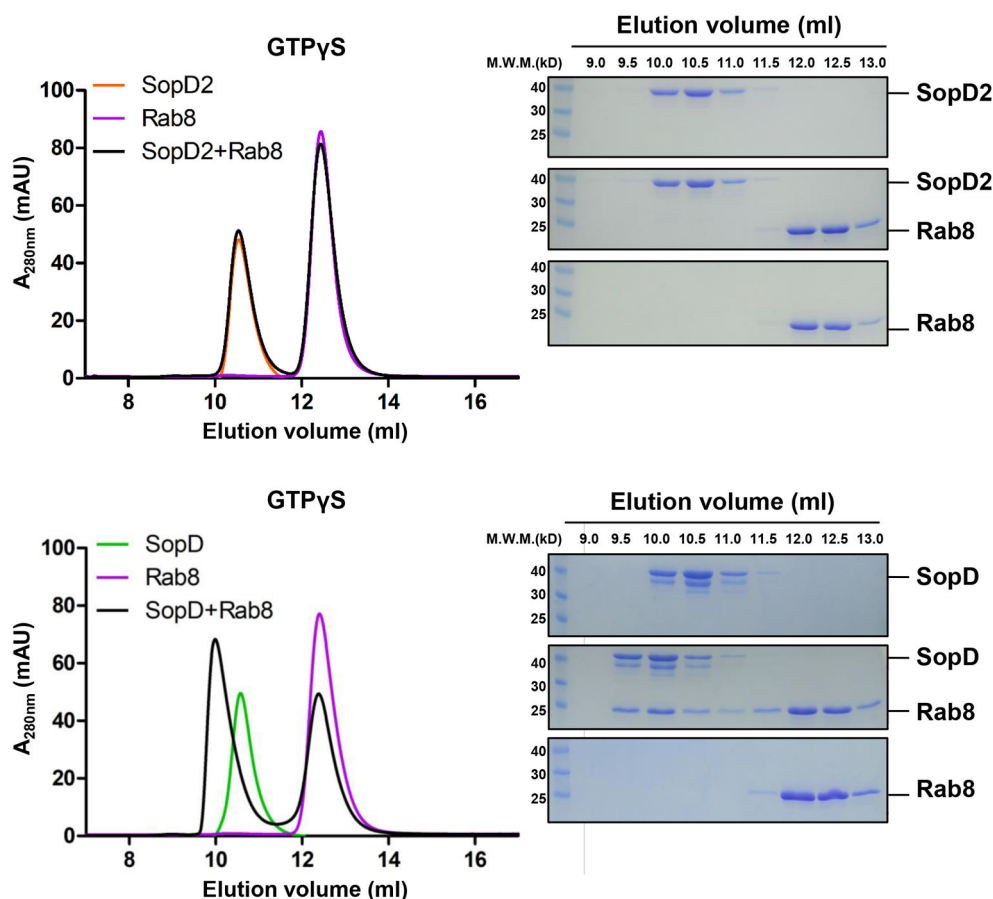 GTPγS
SopD2
Rab8
SopD2+Rab8
100
80
60
40
20
0
A280nm (mAU)
8 10 12 14 16
Elution volume (ml)
Elution volume (ml)
M.W.M.(kD) 9.0 9.5 10.0 10.5 11.0 11.5 12.0 12.5 13.0
40
30
25
SopD2
40
30
25
SopD2
Rab8
40
30
25
Rab8
GTPγS
SopD
Rab8
SopD+Rab8
100
80
60
40
20
0
A280nm (mAU)
8 10 12 14 16
Elution volume (ml)
Elution volume (ml)
M.W.M.(kD) 9.0 9.5 10.0 10.5 11.0 11.5 12.0 12.5 13.0
40
30
25
SopD
40
30
25
SopD
Rab8
40
30
25
Rab8